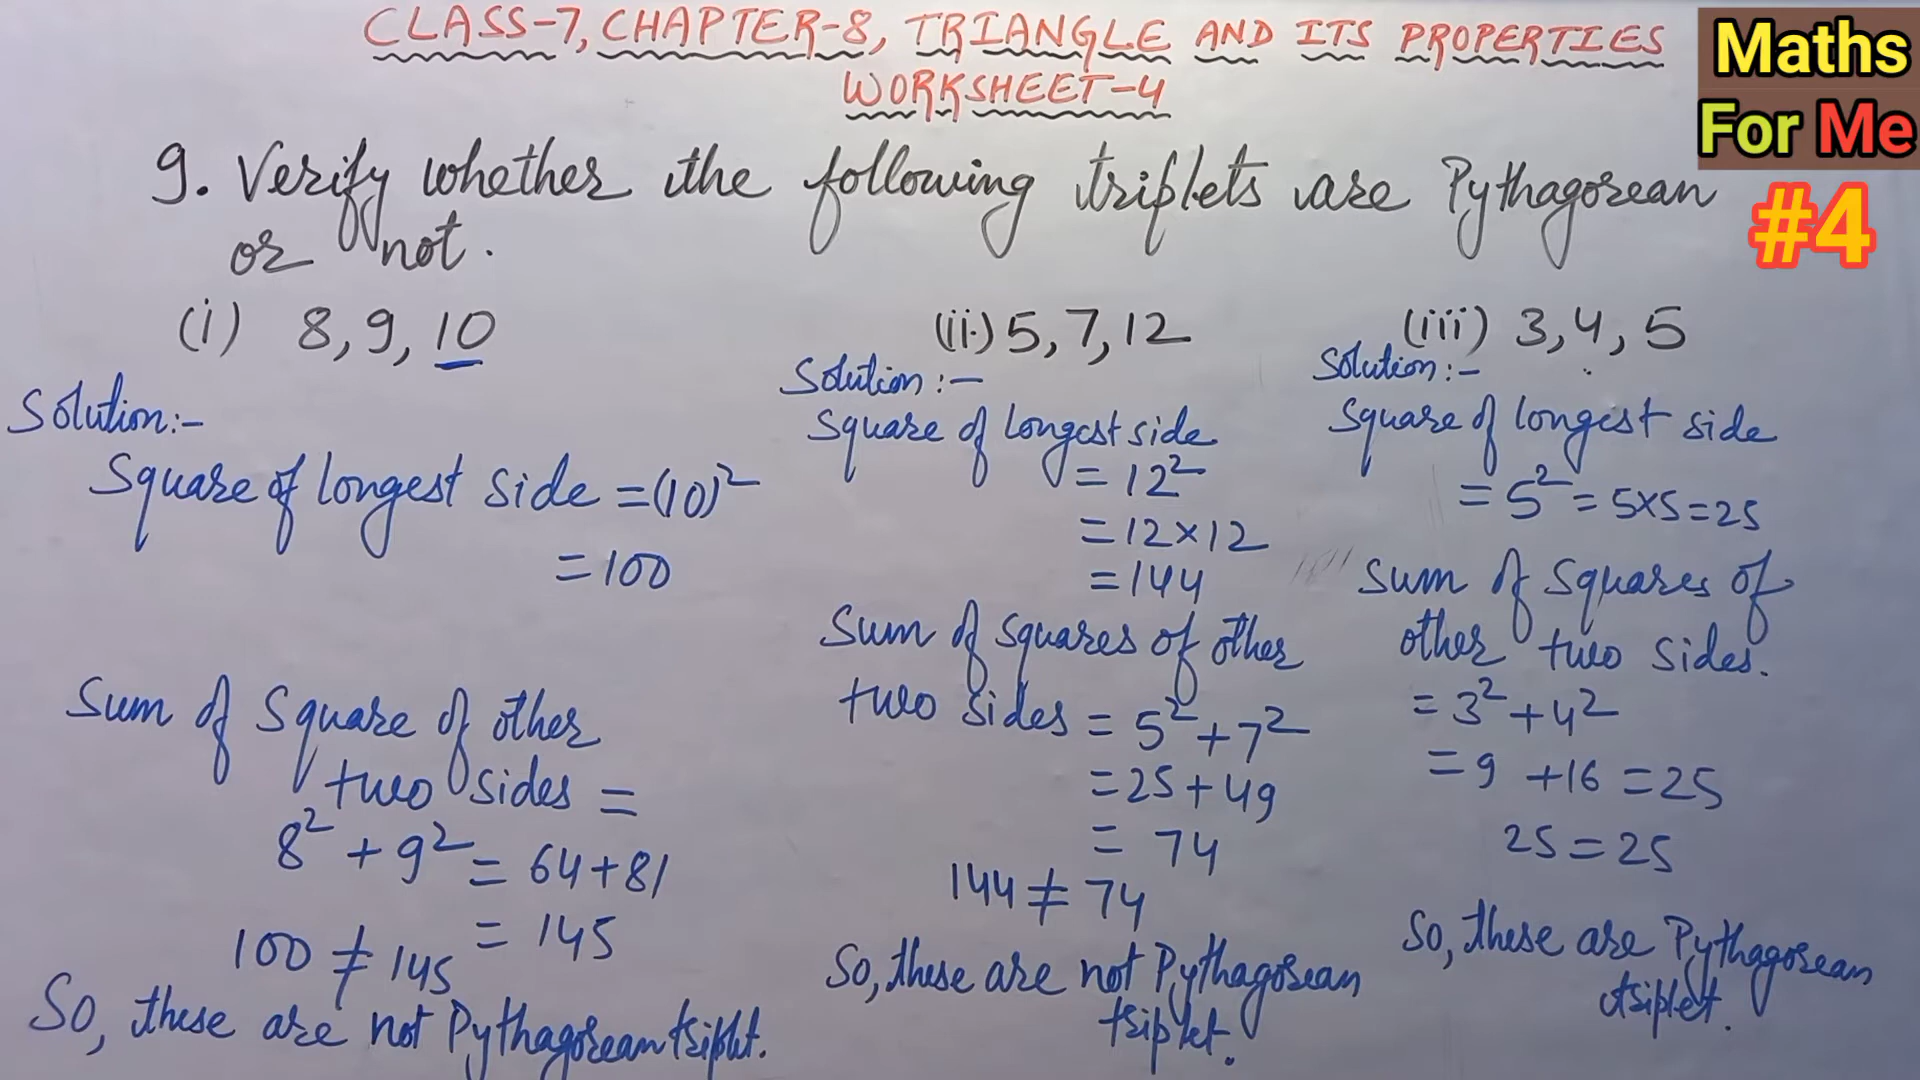 CLASS-7, CHAPTER-8, TRIANGLE AND ITS PROPERTIES
WORKSHEET-4
Maths
For Me
#4
9. Verify whether the following triplets are Pythagorean
or not.
(i) 8, 9, 10
Solution:-
Square of longest side = (10)²
= 100
Sum of Square of other
two sides =
8² + 9² = 64+81
= 145
100 ≠ 145
So, these are not Pythagorean triplet.
(ii) 5, 7, 12
Solution:-
Square of longest side
= 12²
= 12×12
= 144
Sum of squares of other
two sides = 5² + 7²
= 25 + 49
= 74
144 ≠ 74
So, these are not Pythagorean
triplet.
(iii) 3, 4, 5
Solution:-
Square of longest side
= 5² = 5×5 = 25
Sum of squares of
other two sides.
= 3² + 4²
= 9 + 16 = 25
25 = 25
So, these are Pythagorean
triplet.